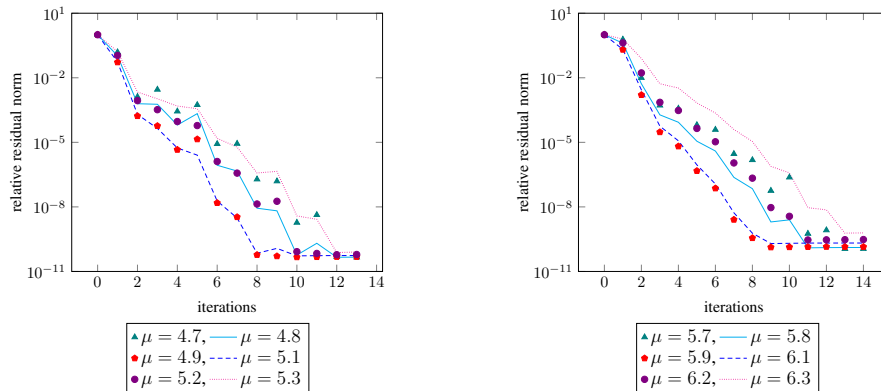 relative residual norm
10^1
10^−2
10^−5
10^−8
10^−11
0 2 4 6 8 10 12 14
iterations
μ = 4.7, μ = 4.8
μ = 4.9, μ = 5.1
μ = 5.2, μ = 5.3
relative residual norm
10^1
10^−2
10^−5
10^−8
10^−11
0 2 4 6 8 10 12 14
iterations
μ = 5.7, μ = 5.8
μ = 5.9, μ = 6.1
μ = 6.2, μ = 6.3